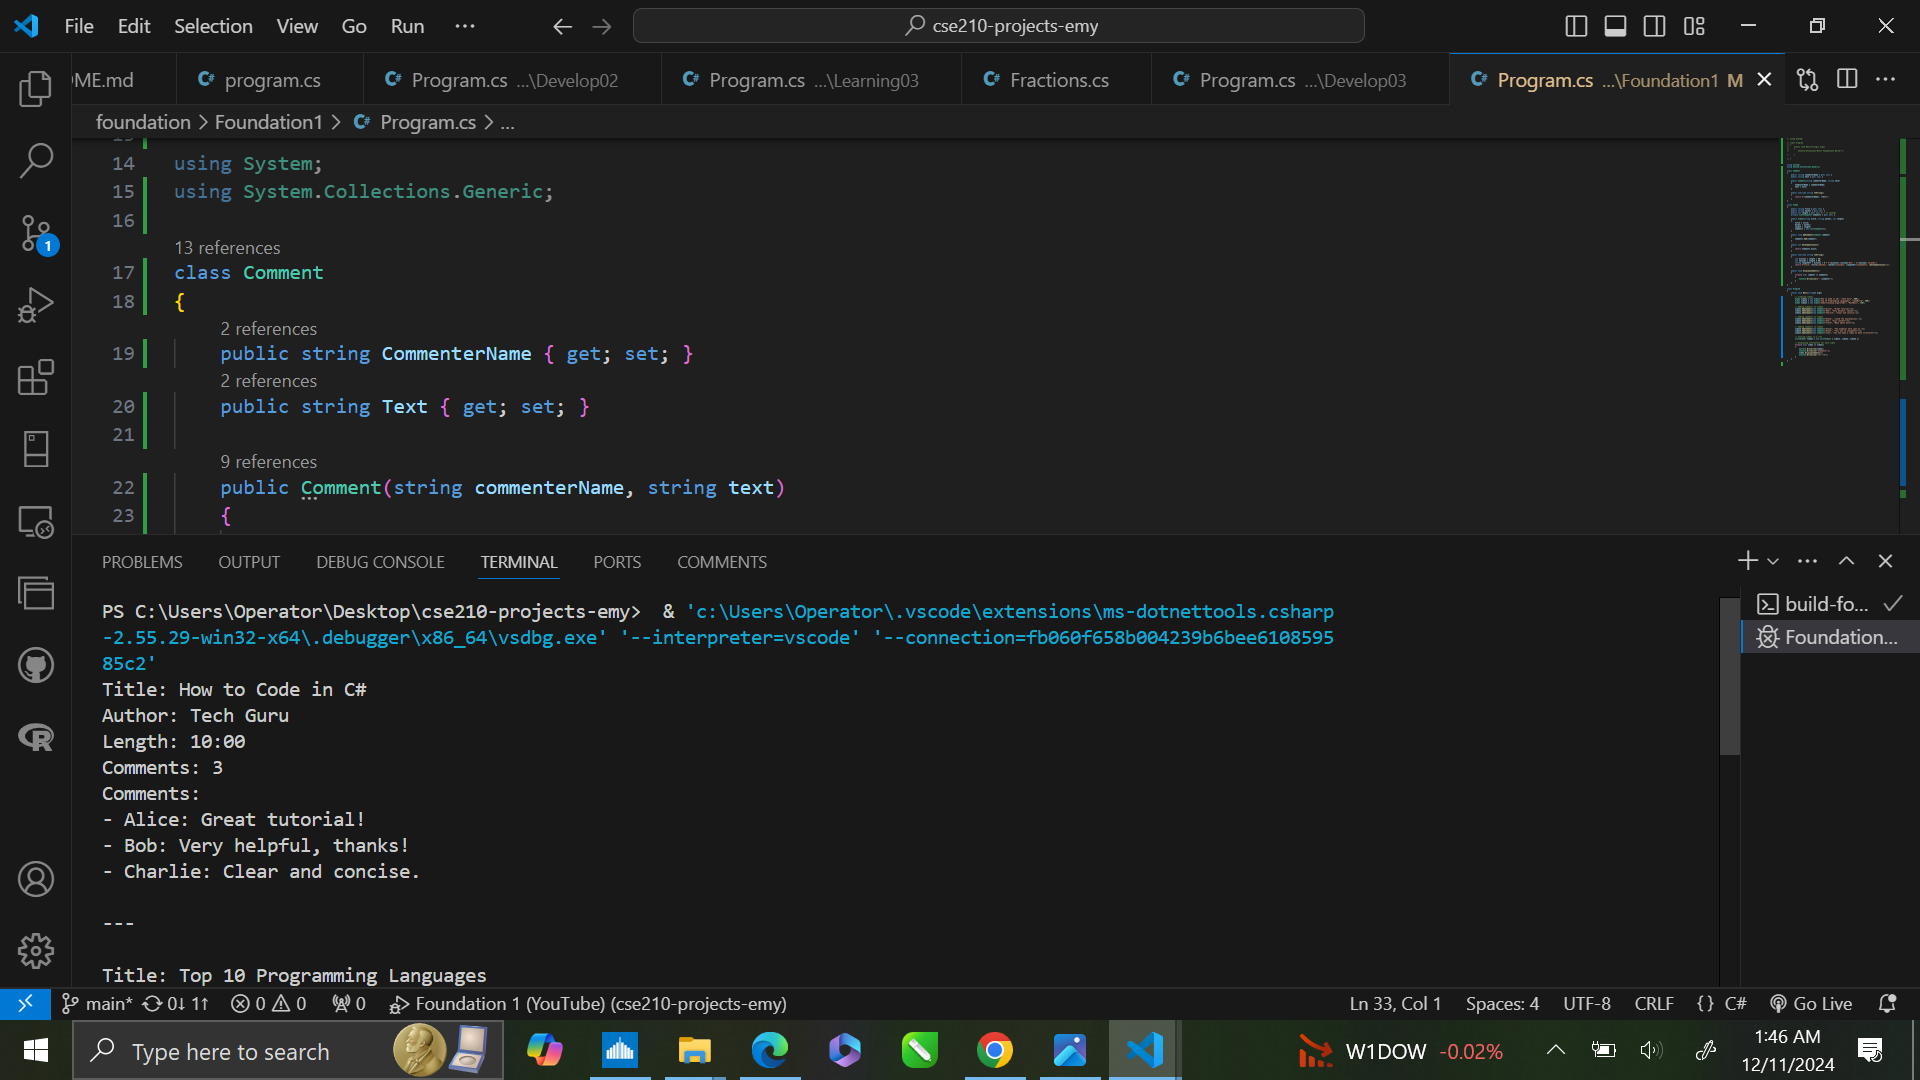 File Edit Selection View Go Run ··· cse210-projects-emy
OME.md program.cs Program.cs ...\Develop02 Program.cs ...\Learning03 Fractions.cs Program.cs ...\Develop03 Program.cs ...\Foundation1 M
foundation > Foundation1 > Program.cs > ...
14 using System;
15 using System.Collections.Generic;
16
13 references
17 class Comment
18 {
2 references
19 public string CommenterName { get; set; }
2 references
20 public string Text { get; set; }
21
9 references
22 public Comment(string commenterName, string text)
23 {
PROBLEMS OUTPUT DEBUG CONSOLE TERMINAL PORTS COMMENTS
PS C:\Users\Operator\Desktop\cse210-projects-emy> & 'c:\Users\Operator\.vscode\extensions\ms-dotnettools.csharp
-2.55.29-win32-x64\.debugger\x86_64\vsdbg.exe' '--interpreter=vscode' '--connection=fb060f658b004239b6bee6108595
85c2'
Title: How to Code in C#
Author: Tech Guru
Length: 10:00
Comments: 3
Comments:
- Alice: Great tutorial!
- Bob: Very helpful, thanks!
- Charlie: Clear and concise.
---
Title: Top 10 Programming Languages
build-fo...
Foundation...
1
main* 0↓ 1↑ 0 0 0 Foundation 1 (YouTube) (cse210-projects-emy) Ln 33, Col 1 Spaces: 4 UTF-8 CRLF {} C# Go Live
Type here to search W1DOW -0.02% 1:46 AM
12/11/2024